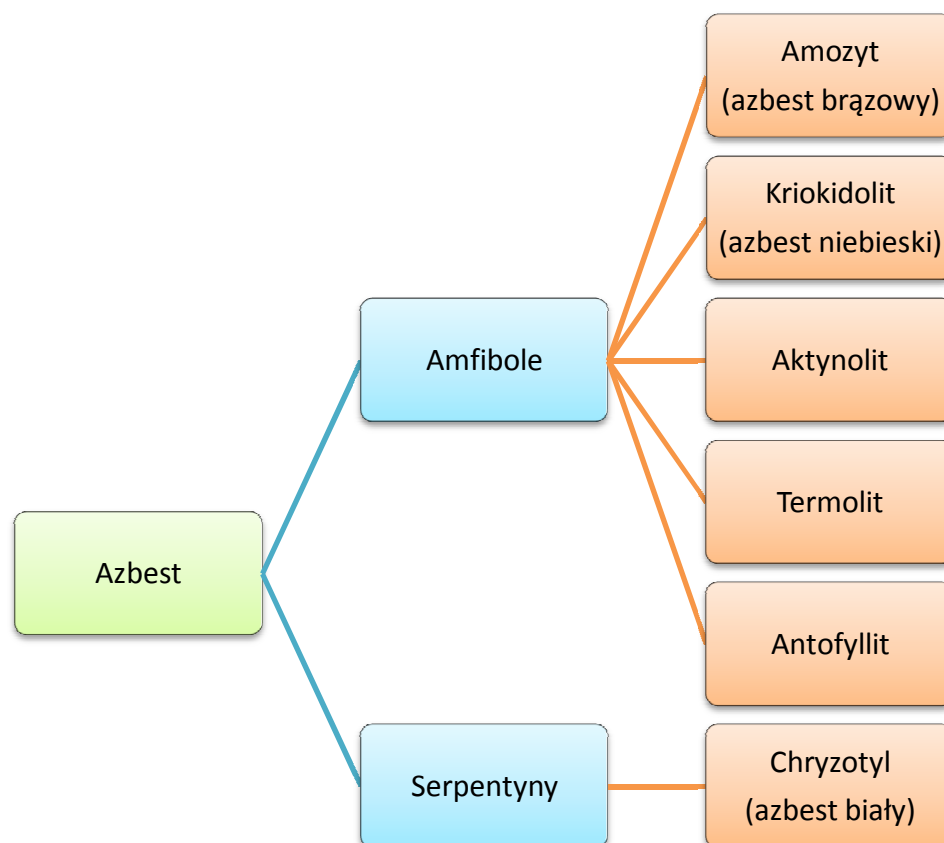 Amozyt
(azbest brązowy)
Kriokidolit
(azbest niebieski)
Amfibole
Aktynolit
Termolit
Azbest
Antofyllit
Serpentyny
Chryzotyl
(azbest biały)